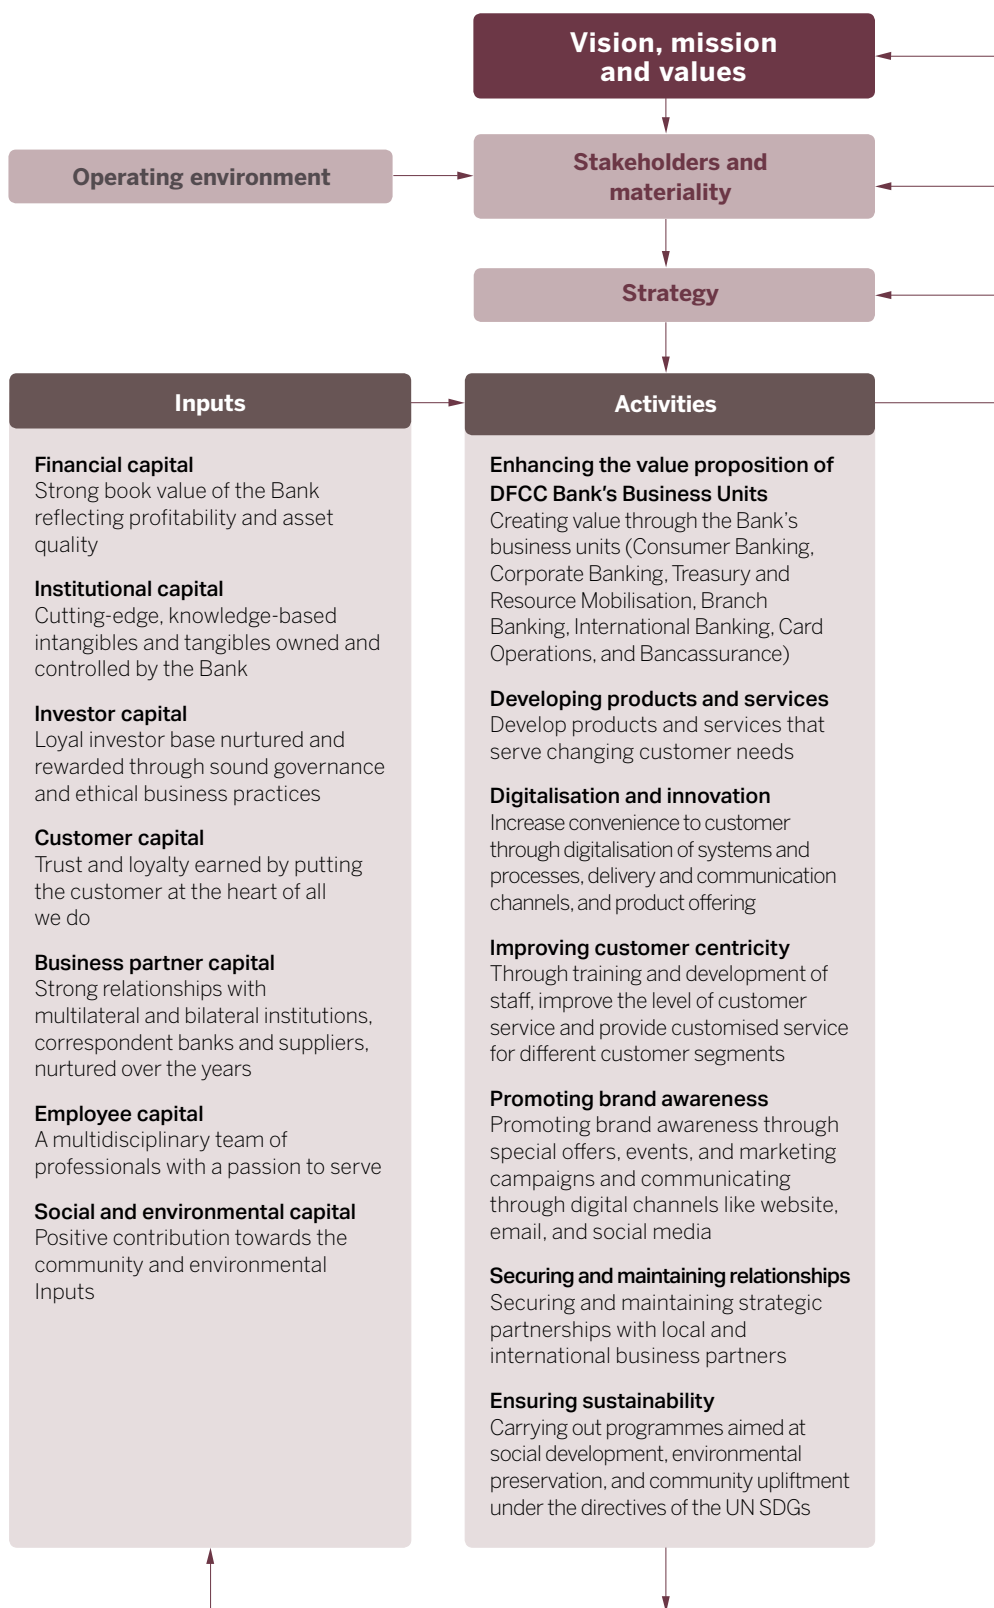 Vision, mission
and values
Operating environment
Stakeholders and
materiality
Strategy
Inputs
Financial capital
Strong book value of the Bank
reflecting profitability and asset
quality
Institutional capital
Cutting-edge, knowledge-based
intangibles and tangibles owned and
controlled by the Bank
Investor capital
Loyal investor base nurtured and
rewarded through sound governance
and ethical business practices
Customer capital
Trust and loyalty earned by putting
the customer at the heart of all
we do
Business partner capital
Strong relationships with
multilateral and bilateral institutions,
correspondent banks and suppliers,
nurtured over the years
Employee capital
A multidisciplinary team of
professionals with a passion to serve
Social and environmental capital
Positive contribution towards the
community and environmental
Inputs
Activities
Enhancing the value proposition of
DFCC Bank's Business Units
Creating value through the Bank's
business units (Consumer Banking,
Corporate Banking, Treasury and
Resource Mobilisation, Branch
Banking, International Banking, Card
Operations, and Bancassurance)
Developing products and services
Develop products and services that
serve changing customer needs
Digitalisation and innovation
Increase convenience to customer
through digitalisation of systems and
processes, delivery and communication
channels, and product offering
Improving customer centricity
Through training and development of
staff, improve the level of customer
service and provide customised service
for different customer segments
Promoting brand awareness
Promoting brand awareness through
special offers, events, and marketing
campaigns and communicating
through digital channels like website,
email, and social media
Securing and maintaining relationships
Securing and maintaining strategic
partnerships with local and
international business partners
Ensuring sustainability
Carrying out programmes aimed at
social development, environmental
preservation, and community upliftment
under the directives of the UN SDGs